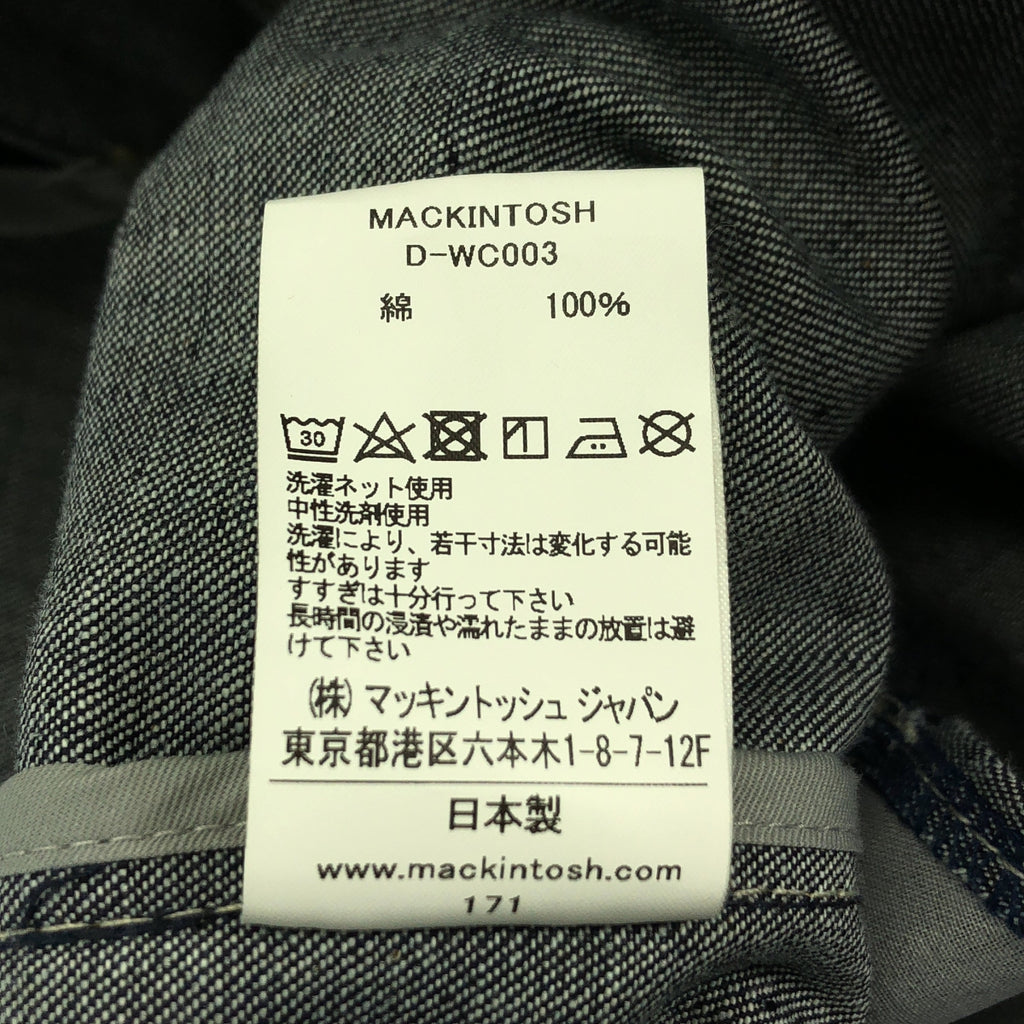 MACKINTOSH
D-WC003
綿 100%
30
洗濯ネット使用
中性洗剤使用
洗濯により、若干寸法は変化する可能
性があります
すすぎは十分行って下さい
長時間の浸漬や濡れたままの放置は避
けて下さい
(株)マッキントッシュ ジャパン
東京都港区六本木1-8-7-12F
日本製
www.mackintosh.com
171